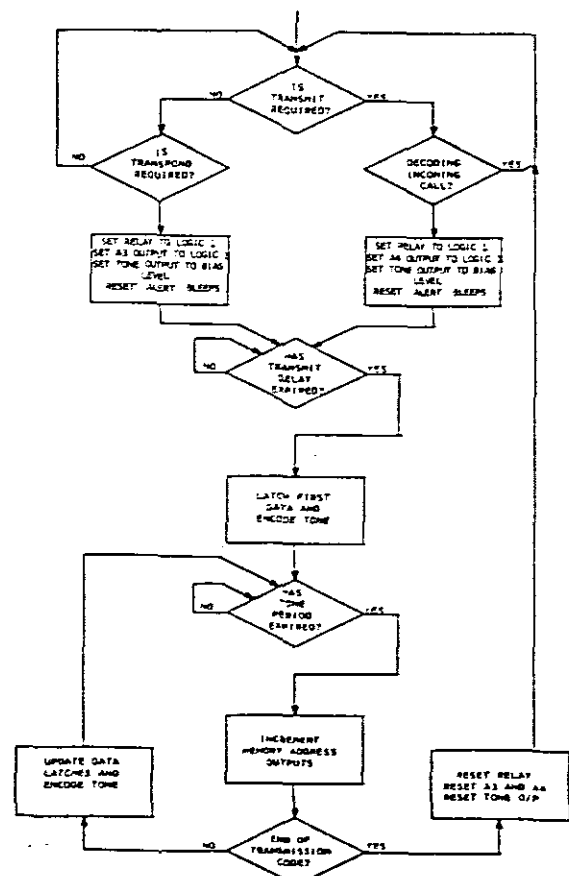 IS
TRANSMIT
REQUIRED?
NO
YES
IS
TRANSPOND
REQUIRED?
NO
DECODING
INCOMING
CALL?
YES
SET RELAY TO LOGIC 1
SET A3 OUTPUT TO LOGIC 1
SET TONE OUTPUT TO BIAS
LEVEL
RESET ALERT BLEEPS
SET RELAY TO LOGIC 1
SET A4 OUTPUT TO LOGIC 1
SET TONE OUTPUT TO BIAS
LEVEL
RESET ALERT BLEEPS
HAS
TRANSMIT
DELAY
EXPIRED?
NO
YES
LATCH FIRST
DATA AND
ENCODE TONE
HAS
TONE
PERIOD
EXPIRED?
NO
YES
INCREMENT
MEMORY ADDRESS
OUTPUTS
UPDATE DATA
LATCHES AND
ENCODE TONE
RESET RELAY
RESET A3 AND A4
RESET TONE O/P
END OF
TRANSMISSION
CODE?
NO
YES